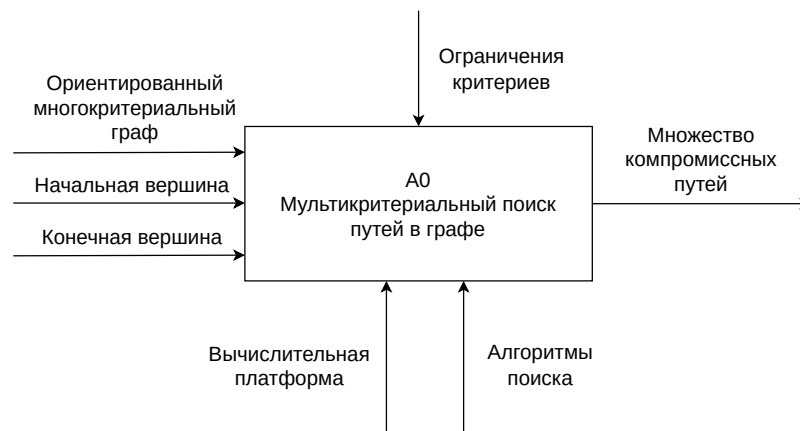 Ограничения
критериев
Ориентированный
многокритериальный
граф
Начальная вершина
Конечная вершина
A0
Мультикритериальный поиск
путей в графе
Множество
компромиссных
путей
Вычислительная
платформа
Алгоритмы
поиска